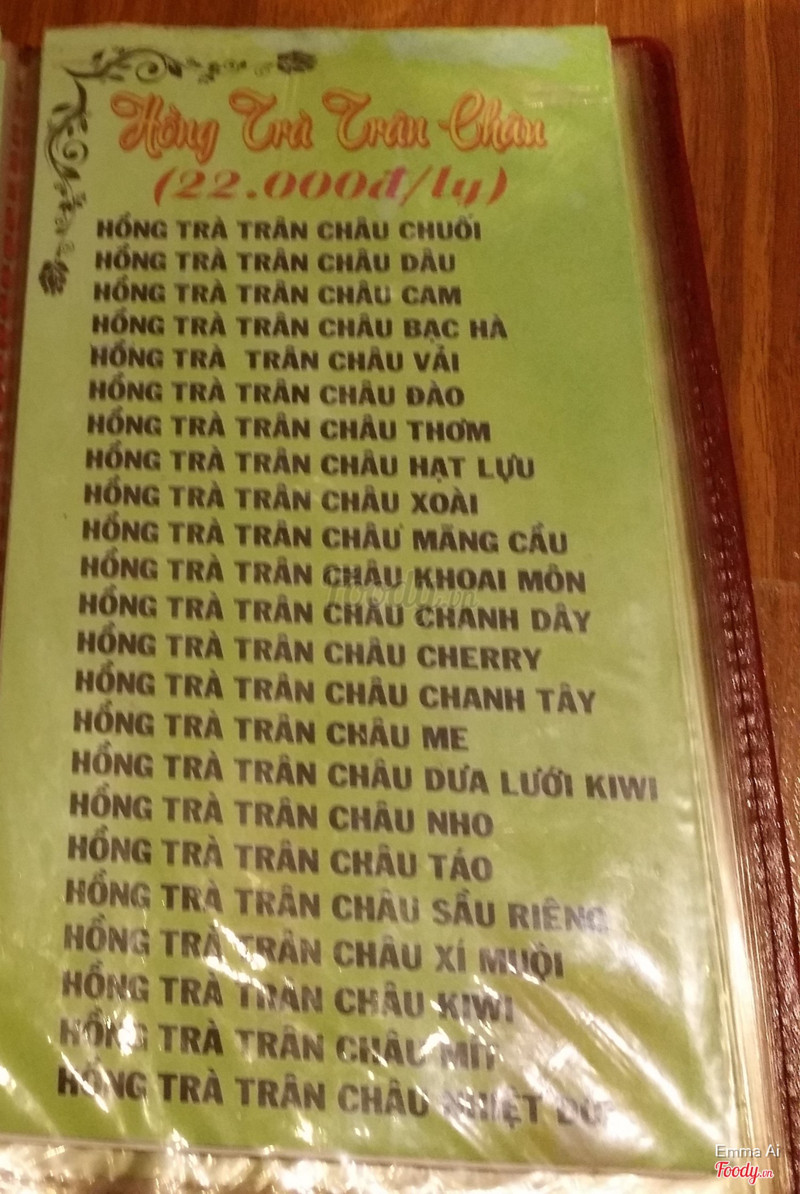 Hồng Trà Trân Châu
(22.000đ/ly)
HỒNG TRÀ TRÂN CHÂU CHUỐI
HỒNG TRÀ TRÂN CHÂU DÂU
HỒNG TRÀ TRÂN CHÂU CAM
HỒNG TRÀ TRÂN CHÂU BẠC HÀ
HỒNG TRÀ TRÂN CHÂU VẢI
HỒNG TRÀ TRÂN CHÂU ĐÀO
HỒNG TRÀ TRÂN CHÂU THƠM
HỒNG TRÀ TRÂN CHÂU HẠT LỰU
HỒNG TRÀ TRÂN CHÂU XOÀI
HỒNG TRÀ TRÂN CHÂU MÃNG CẦU
HỒNG TRÀ TRÂN CHÂU KHOAI MÔN
HỒNG TRÀ TRÂN CHÂU CHANH DÂY
HỒNG TRÀ TRÂN CHÂU CHERRY
HỒNG TRÀ TRÂN CHÂU CHANH TÂY
HỒNG TRÀ TRÂN CHÂU ME
HỒNG TRÀ TRÂN CHÂU DƯA LƯỚI KIWI
HỒNG TRÀ TRÂN CHÂU NHO
HỒNG TRÀ TRÂN CHÂU TÁO
HỒNG TRÀ TRÂN CHÂU SẦU RIÊNG
HỒNG TRÀ TRÂN CHÂU XÍ MUỘI
HỒNG TRÀ TRÂN CHÂU KIWI
HỒNG TRÀ TRÂN CHÂU MÍT
HỒNG TRÀ TRÂN CHÂU NHIỆT
Emma Ai
Foody.vn